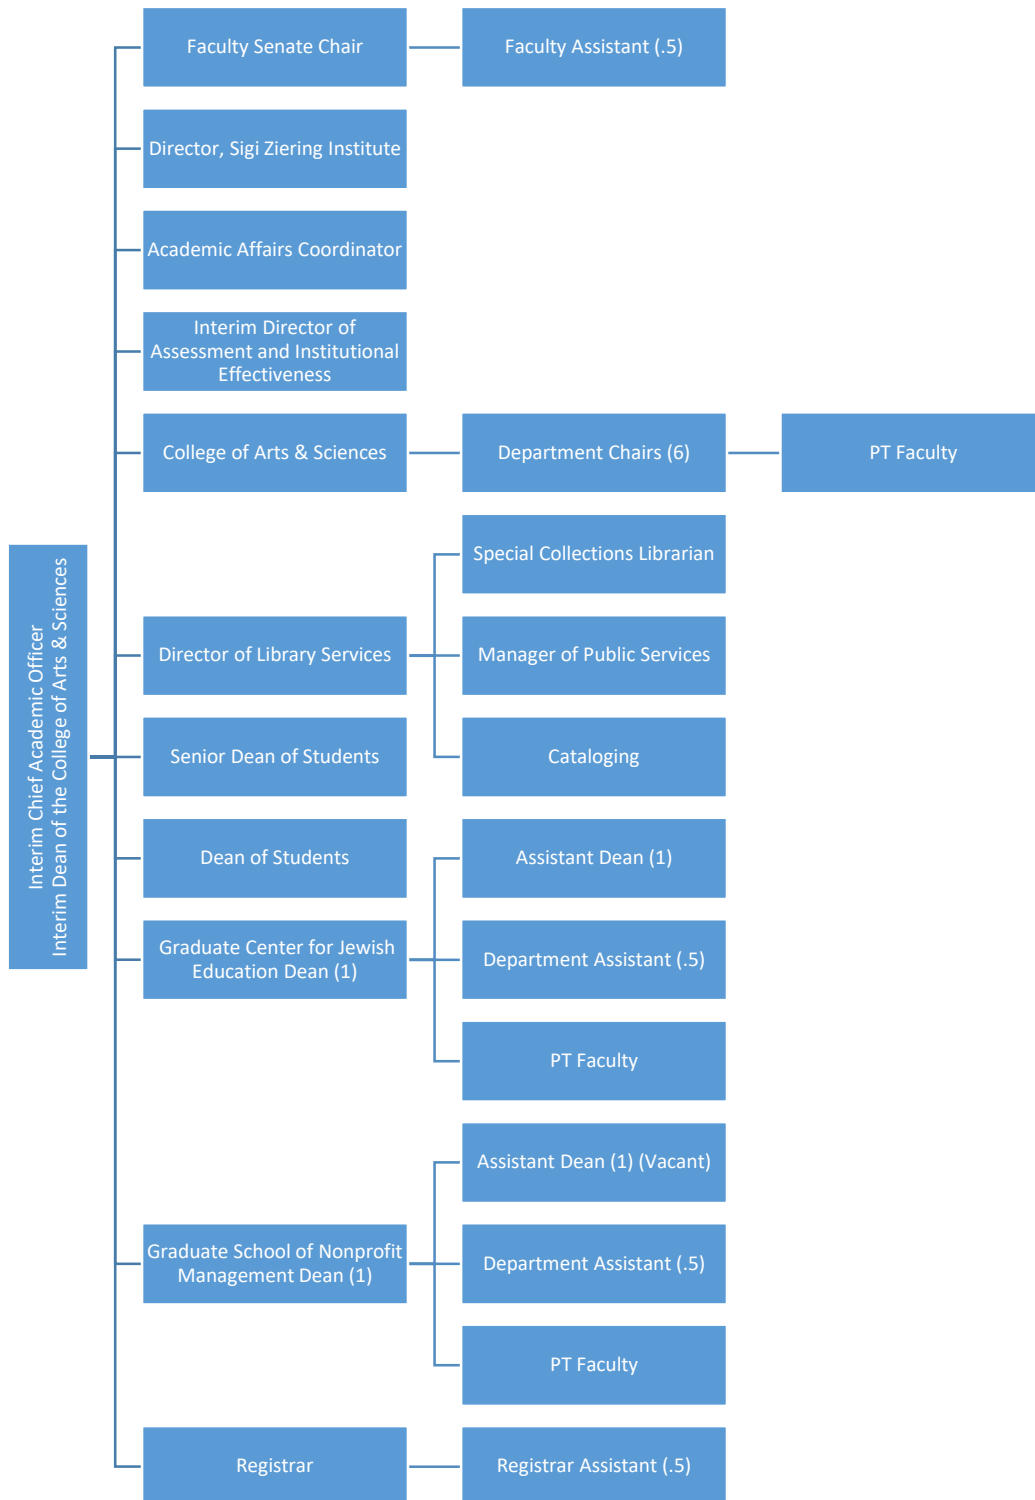 Faculty Senate Chair
Faculty Assistant (.5)
Director, Sigi Ziering Institute
Academic Affairs Coordinator
Interim Director of
Assessment and Institutional
Effectiveness
College of Arts & Sciences
Department Chairs (6)
PT Faculty
Interim Chief Academic Officer
Interim Dean of the College of Arts & Sciences
Special Collections Librarian
Director of Library Services
Manager of Public Services
Cataloging
Senior Dean of Students
Dean of Students
Assistant Dean (1)
Graduate Center for Jewish
Education Dean (1)
Department Assistant (.5)
PT Faculty
Assistant Dean (1) (Vacant)
Graduate School of Nonprofit
Management Dean (1)
Department Assistant (.5)
PT Faculty
Registrar
Registrar Assistant (.5)